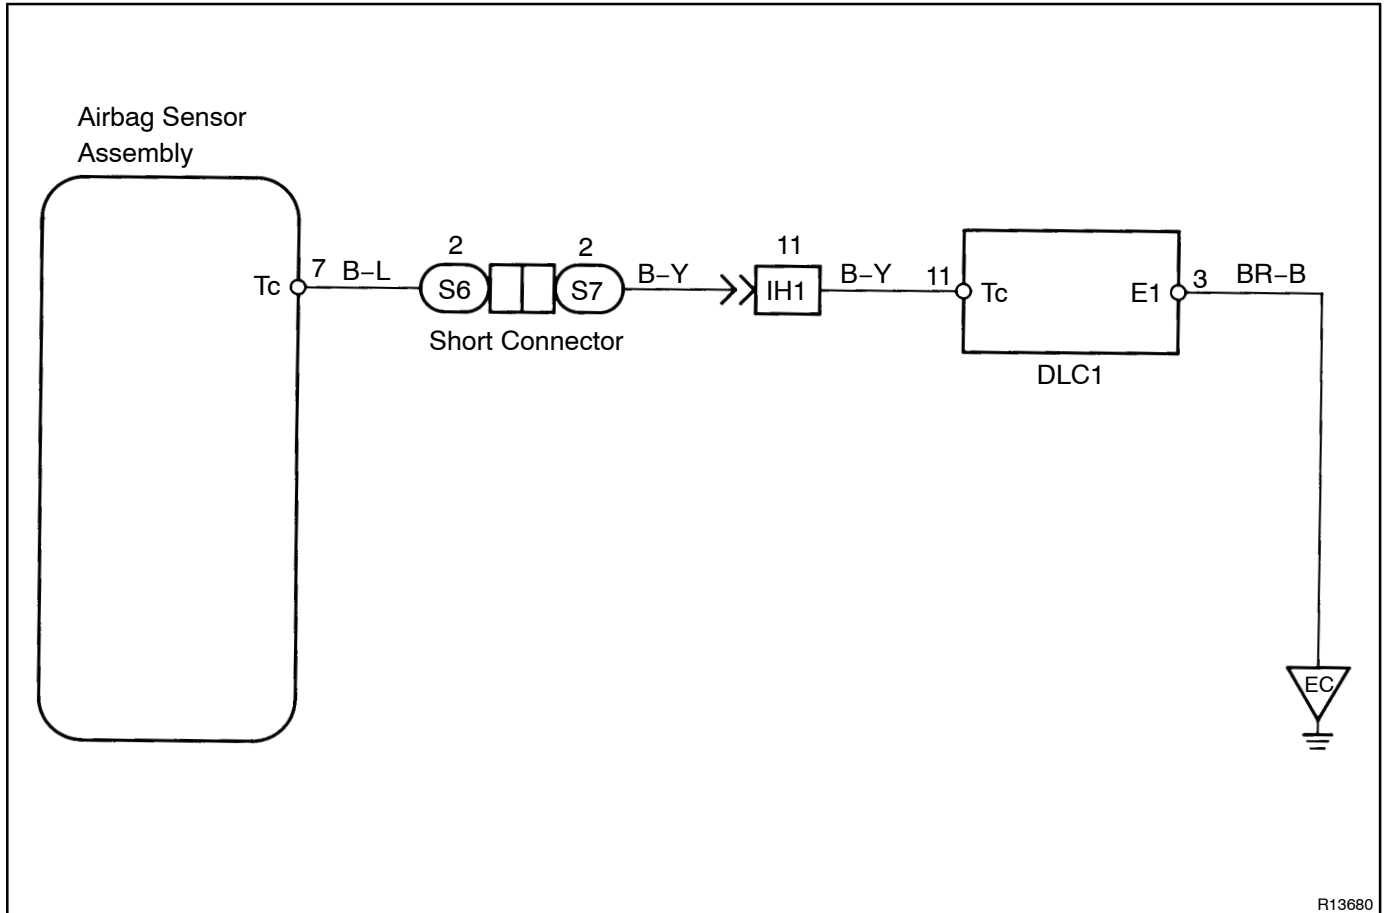 Airbag Sensor
Assembly
Tc
7
B–L
2
S6
2
S7
Short Connector
B–Y
11
IH1
B–Y
11
Tc
E1
3
BR–B
DLC1
EC
R13680